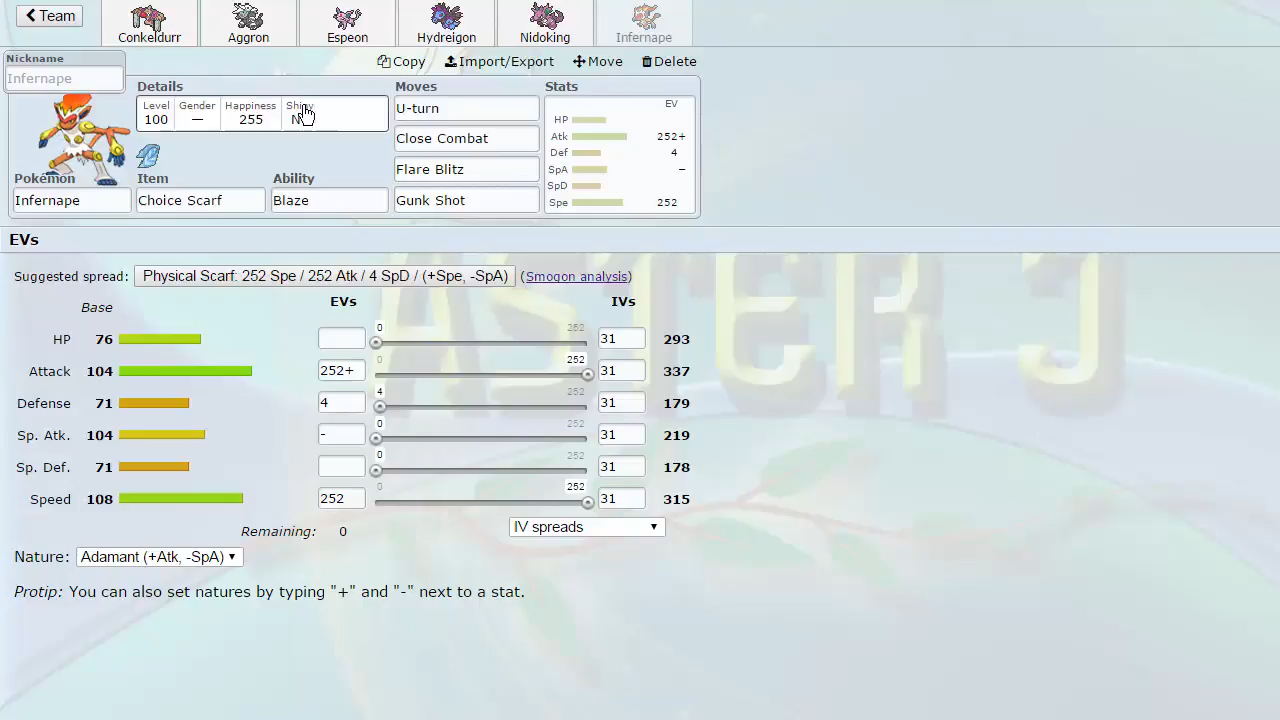 Team
Conkeldurr
Aggron
Espeon
Hydreigon
Nidoking
Infernape
Copy
Import/Export
Move
Delete
Nickname
Infernape
Details
Level
Gender
Happiness
Shiny
100
—
255
Pokémon
Infernape
Item
Choice Scarf
Ability
Blaze
Moves
U-turn
Close Combat
Flare Blitz
Gunk Shot
Stats
EV
HP
Atk 252+
Def 4
SpA –
SpD
Spe 252
EVs
Suggested spread: Physical Scarf: 252 Spe / 252 Atk / 4 SpD / (+Spe, -SpA) (Smogon analysis)
Base EVs IVs
HP 76 0 252 31 293
Attack 104 252+ 0 252 31 337
Defense 71 4 4 252 31 179
Sp. Atk. 104 - 0 252 31 219
Sp. Def. 71 0 252 31 178
Speed 108 252 0 252 31 315
Remaining: 0
IV spreads
Nature: Adamant (+Atk, -SpA)
Protip: You can also set natures by typing "+" and "-" next to a stat.
ASTER J